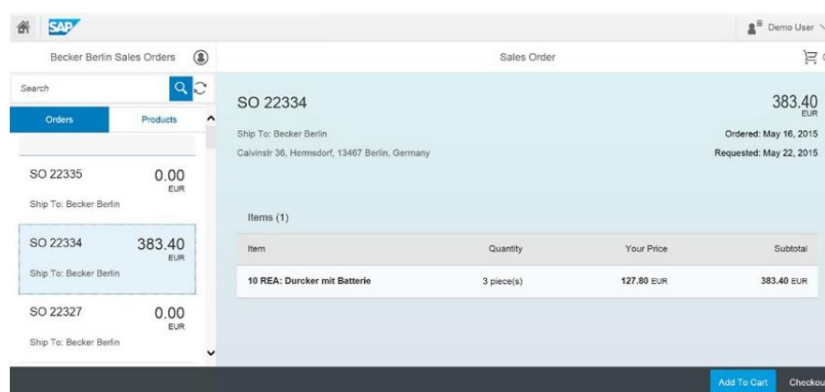 SAP
Demo User
Becker Berlin Sales Orders
Sales Order
Search
Orders
Products
SO 22335
0.00
EUR
Ship To: Becker Berlin
SO 22334
383.40
EUR
Ship To: Becker Berlin
SO 22327
0.00
EUR
Ship To: Becker Berlin
SO 22334
383,40
EUR
Ship To: Becker Berlin
Ordered: May 16, 2015
Calvinstr 36, Hermsdorf, 13467 Berlin, Germany
Requested: May 22, 2015
Items (1)
Item Quantity Your Price Subtotal
10 REA: Durcker mit Batterie 3 piece(s) 127.80 EUR 383.40 EUR
Add To Cart
Checkou